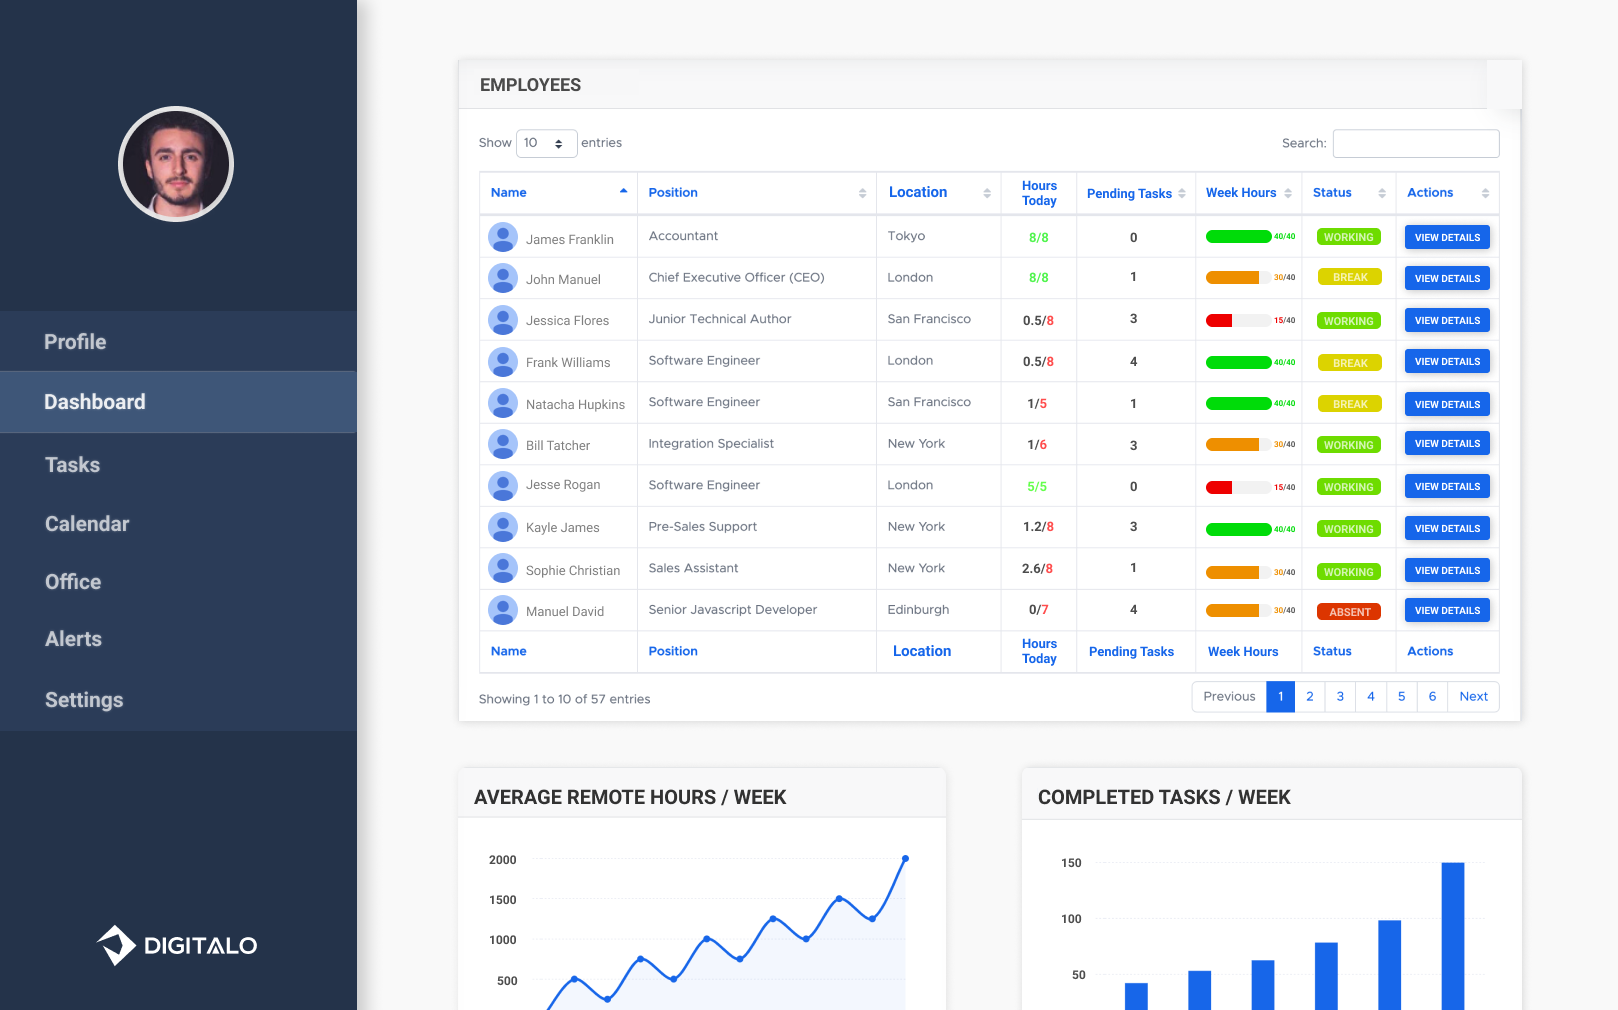 Profile
Dashboard
Tasks
Calendar
Office
Alerts
Settings
DIGITALO
EMPLOYEES
Show 10 entries
Search:
Name Position Location Hours Today Pending Tasks Week Hours Status Actions
James Franklin Accountant Tokyo 8/8 0 40/40 WORKING VIEW DETAILS
John Manuel Chief Executive Officer (CEO) London 8/8 1 30/40 BREAK VIEW DETAILS
Jessica Flores Junior Technical Author San Francisco 0.5/8 3 15/40 WORKING VIEW DETAILS
Frank Williams Software Engineer London 0.5/8 4 40/40 BREAK VIEW DETAILS
Natacha Hupkins Software Engineer San Francisco 1/5 1 40/40 BREAK VIEW DETAILS
Bill Tatcher Integration Specialist New York 1/6 3 30/40 WORKING VIEW DETAILS
Jesse Rogan Software Engineer London 5/5 0 15/40 WORKING VIEW DETAILS
Kayle James Pre-Sales Support New York 1.2/8 3 40/40 WORKING VIEW DETAILS
Sophie Christian Sales Assistant New York 2.6/8 1 30/40 WORKING VIEW DETAILS
Manuel David Senior Javascript Developer Edinburgh 0/7 4 30/40 ABSENT VIEW DETAILS
Name Position Location Hours Today Pending Tasks Week Hours Status Actions
Showing 1 to 10 of 57 entries
Previous 1 2 3 4 5 6 Next
AVERAGE REMOTE HOURS / WEEK
2000
1500
1000
500
COMPLETED TASKS / WEEK
150
100
50